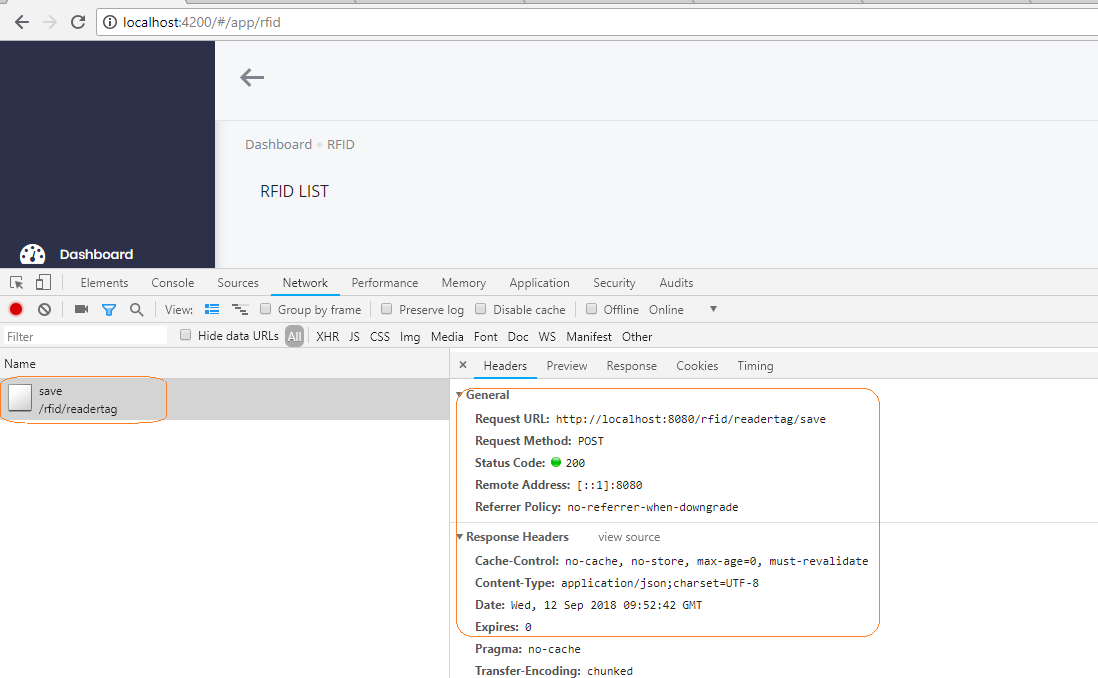 localhost:4200/#/app/rfid
Dashboard RFID
RFID LIST
Dashboard
Elements Console Sources Network Performance Memory Application Security Audits
View: Group by frame Preserve log Disable cache Offline Online
Filter Hide data URLs All XHR JS CSS Img Media Font Doc WS Manifest Other
Name
save
/rfid/readertag
× Headers Preview Response Cookies Timing
General
Request URL: http://localhost:8080/rfid/readertag/save
Request Method: POST
Status Code: 200
Remote Address: [::1]:8080
Referrer Policy: no-referrer-when-downgrade
Response Headers view source
Cache-Control: no-cache, no-store, max-age=0, must-revalidate
Content-Type: application/json;charset=UTF-8
Date: Wed, 12 Sep 2018 09:52:42 GMT
Expires: 0
Pragma: no-cache
Transfer-Encoding: chunked